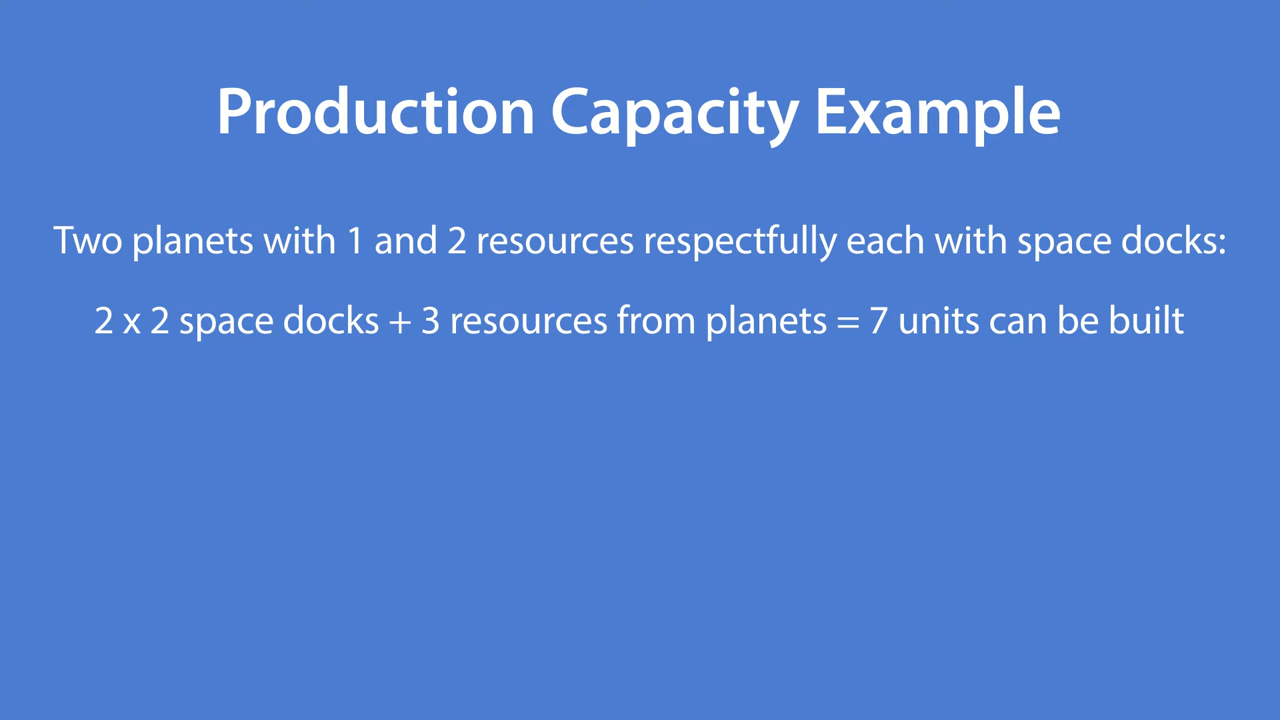 Production Capacity Example
Two planets with 1 and 2 resources respectfully each with space docks:
2 x 2 space docks + 3 resources from planets = 7 units can be built